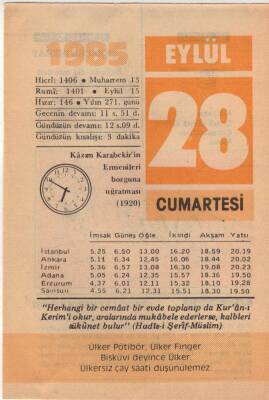 1985
EYLÜL
28
CUMARTESİ
Hicrî: 1406 • Muharrem 13
Rumî: 1401 • Eylül 15
Hızır: 146 • Yılın 271. günü
Gecenin devamı: 11 s. 51 d.
Gündüzün devamı: 12 s.09 d.
Gündüzün kısalışı: 3 dakika
Kâzım Karabekir'in
Ermenileri
bozguna
uğratması
(1920)
İmsak Güneş Öğle İkindi Akşam Yatsı
İstanbul 5.25 6.50 13.00 16.20 18.59 20.19
Ankara 5.11 6.34 12.45 16.06 18.44 20.02
İzmir 5.36 6.57 13.08 16.30 19.08 20.23
Adana 5.05 6.24 12.35 15.57 18.36 19.50
Erzurum 4.37 6.01 12.11 15.32 18.10 19.28
Samsun 4.55 6.21 12.31 15.51 18.30 19.50
"Herhangi bir cemâat bir evde toplanıp da Kur'ân-ı
Kerim'i okur, aralarında mukâbele ederlerse, kalbleri
sükûnet bulur" (Hadîs-i Şerîf-Müslim)
Ülker Pötibör, Ülker Finger.
Bisküvi deyince Ülker.
Ülkersiz çay saati düşünülemez.